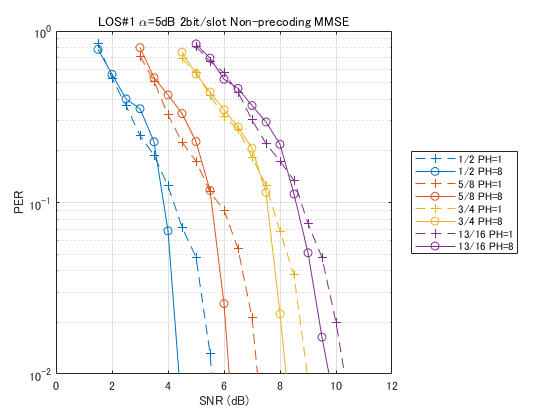 LOS#1 α=5dB 2bit/slot Non-precoding MMSE
10^0
10^-1
10^-2
PER
0 2 4 6 8 10 12
SNR (dB)
1/2 PH=1
1/2 PH=8
5/8 PH=1
5/8 PH=8
3/4 PH=1
3/4 PH=8
13/16 PH=1
13/16 PH=8